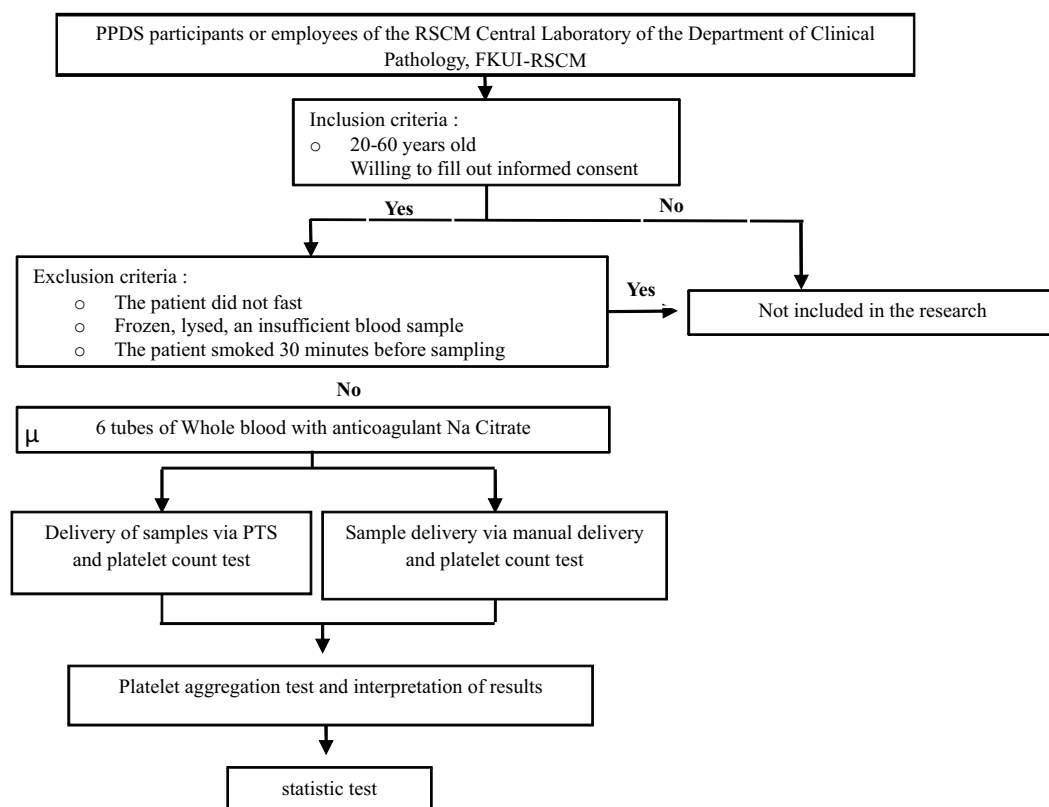 PPDS participants or employees of the RSCM Central Laboratory of the Department of Clinical
Pathology, FKUI-RSCM
Inclusion criteria :
o 20-60 years old
Willing to fill out informed consent
Yes
No
Exclusion criteria :
o The patient did not fast
o Frozen, lysed, an insufficient blood sample
o The patient smoked 30 minutes before sampling
Yes
Not included in the research
No
μ 6 tubes of Whole blood with anticoagulant Na Citrate
Delivery of samples via PTS
and platelet count test
Sample delivery via manual delivery
and platelet count test
Platelet aggregation test and interpretation of results
statistic test